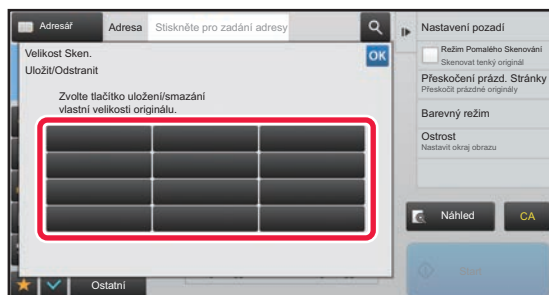 Adresář
Adresa
Stiskněte pro zadání adresy
Velikost Sken.
OK
Uložit/Odstranit
Zvolte tlačítko uložení/smazání
vlastní velikosti originálu.
Nastavení pozadí
Režim Pomalého Skenování
Skenovat tenký originál
Přeskočení prázd. Stránky
Přeskočit prázdné originály
Barevný režim
Ostrost
Nastavit okraj obrazu
Náhled
CA
Start
Ostatní